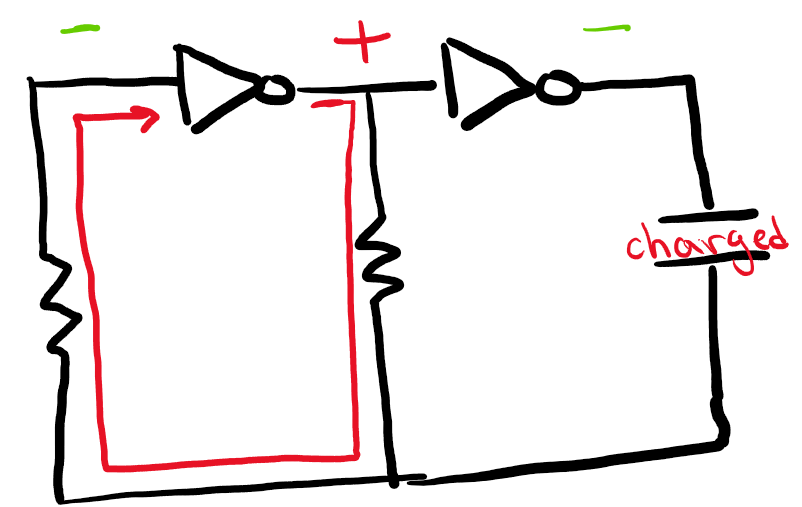 - + -
charged